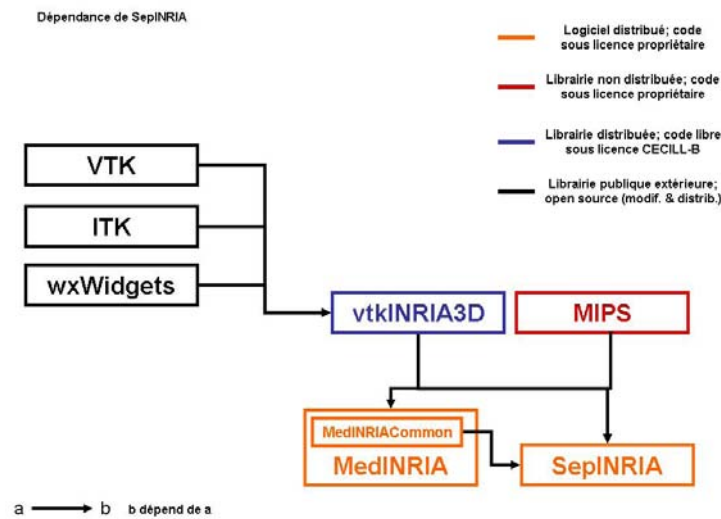 Dépendance de SepINRIA
Logiciel distribué; code
sous licence propriétaire
Librairie non distribuée; code
sous licence propriétaire
Librairie distribuée; code libre
sous licence CECILL-B
Librairie publique extérieure;
open source (modif. & distrib.)
VTK
ITK
wxWidgets
vtkINRIA3D
MIPS
MedINRIACommon
MedINRIA
SepINRIA
a b b dépend de a